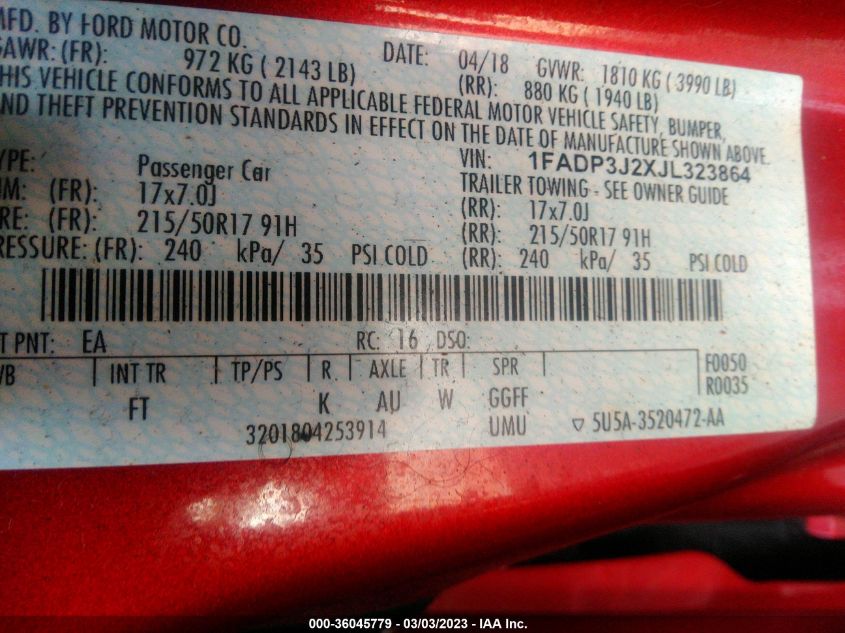 MFD. BY FORD MOTOR CO. DATE: 04/18 GVWR: 1810 KG ( 3990 LB)
GAWR: (FR): 972 KG ( 2143 LB) (RR): 880 KG ( 1940 LB)
THIS VEHICLE CONFORMS TO ALL APPLICABLE FEDERAL MOTOR VEHICLE SAFETY, BUMPER,
AND THEFT PREVENTION STANDARDS IN EFFECT ON THE DATE OF MANUFACTURE SHOWN ABOVE.
VIN: 1FADP3J2XJL323864
YPE: Passenger Car TRAILER TOWING - SEE OWNER GUIDE
IM: (FR): 17x7.0J (RR): 17x7.0J
RE: (FR): 215/50R17 91H (RR): 215/50R17 91H
RESSURE: (FR): 240 kPa/ 35 PSI COLD (RR): 240 kPa/ 35 PSI COLD
T PNT: EA RC: 16 DSO:
WB INT TR TP/PS R AXLE TR SPR F0050
R0035
FT K AU W GGFF
3201804253914 UMU ▽ 5U5A-3520472-AA
000-36045779 - 03/03/2023 - IAA Inc.